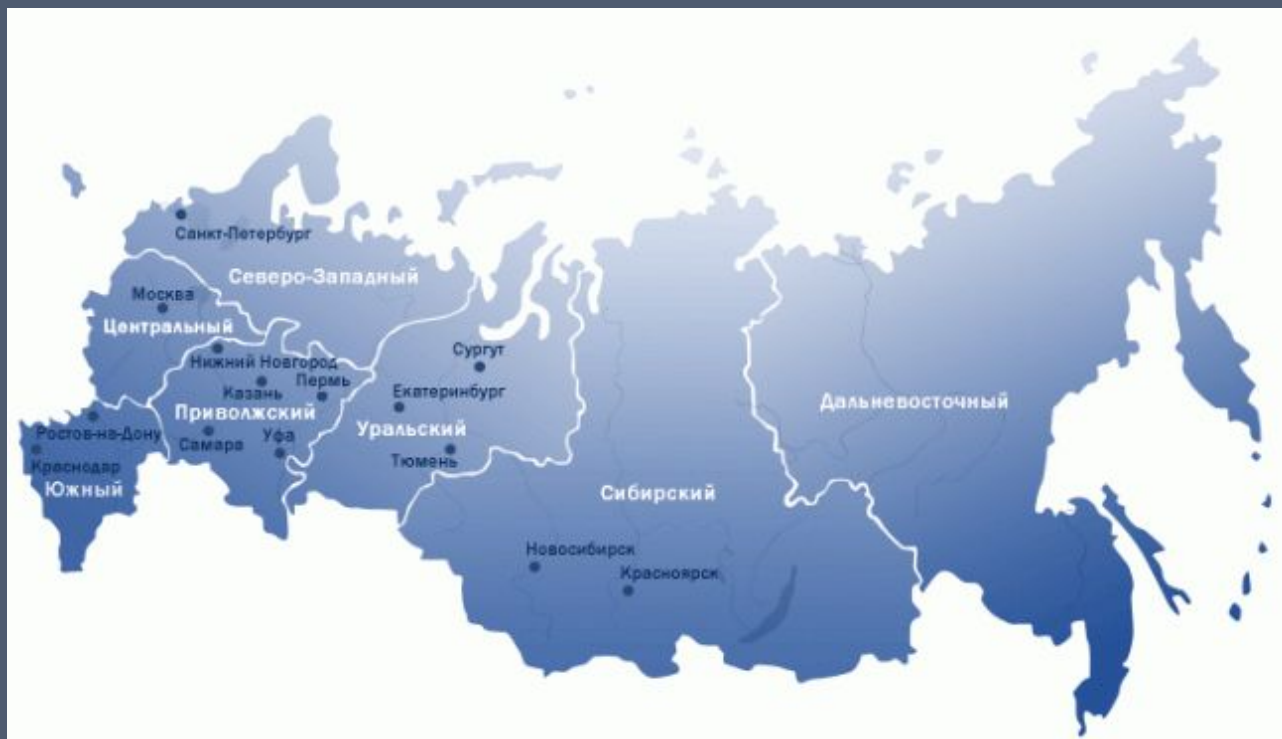 Санкт-Петербург
Северо-Западный
Москва
Центральный
Сургут
Нижний Новгород
Казань
Пермь
Екатеринбург
Приволжский
Уральский
Дальневосточный
Ростов-на-Дону
Самара
Уфа
Тюмень
Краснодар
Южный
Сибирский
Новосибирск
Красноярск